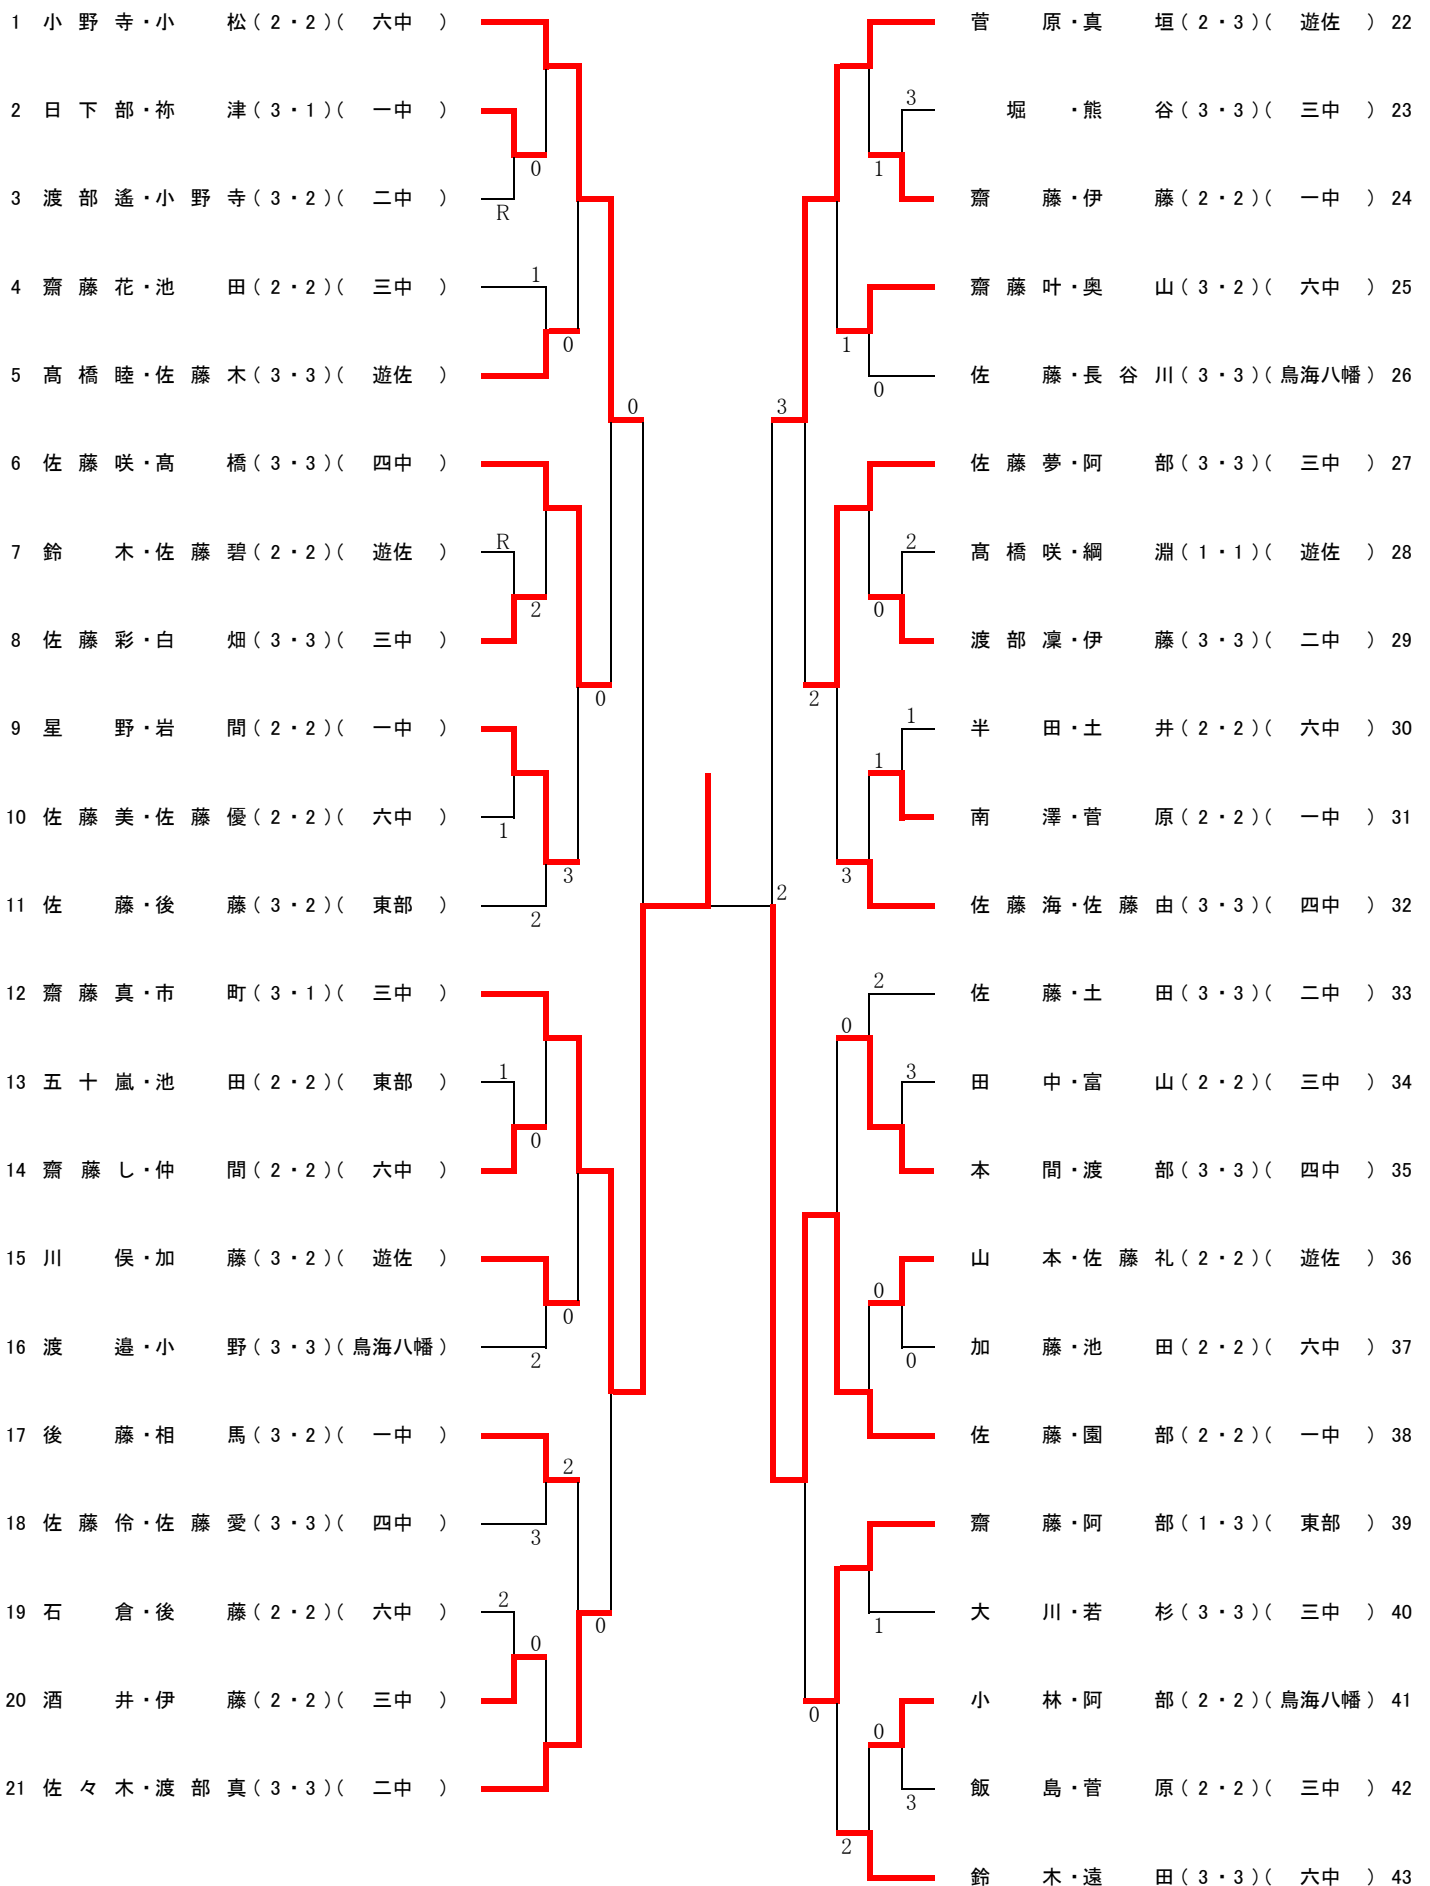 1 小野寺・小松(2・2)(六中)
2 日下部・祢津(3・1)(一中)
0
3 渡部遙・小野寺(3・2)(二中)
R
4 齋藤花・池田(2・2)(三中)
1
0
5 髙橋睦・佐藤木(3・3)(遊佐)
0
6 佐藤咲・髙橋(3・3)(四中)
7 鈴木・佐藤碧(2・2)(遊佐)
R
2
8 佐藤彩・白畑(3・3)(三中)
0
9 星野・岩間(2・2)(一中)
10 佐藤美・佐藤優(2・2)(六中)
1
3
11 佐藤・後藤(3・2)(東部)
2
12 齋藤真・市町(3・1)(三中)
13 五十嵐・池田(2・2)(東部)
1
0
14 齋藤し・仲間(2・2)(六中)
15 川俣・加藤(3・2)(遊佐)
0
16 渡邉・小野(3・3)(鳥海八幡)
2
17 後藤・相馬(3・2)(一中)
2
18 佐藤伶・佐藤愛(3・3)(四中)
3
19 石倉・後藤(2・2)(六中)
2
0
0
20 酒井・伊藤(2・2)(三中)
21 佐々木・渡部真(3・3)(二中)
菅原・真垣(2・3)(遊佐) 22
3
堀・熊谷(3・3)(三中) 23
1
齋藤・伊藤(2・2)(一中) 24
齋藤叶・奥山(3・2)(六中) 25
1
佐藤・長谷川(3・3)(鳥海八幡) 26
0
3
佐藤夢・阿部(3・3)(三中) 27
2
髙橋咲・綱淵(1・1)(遊佐) 28
0
渡部凜・伊藤(3・3)(二中) 29
2
1
半田・土井(2・2)(六中) 30
1
南澤・菅原(2・2)(一中) 31
3
2
佐藤海・佐藤由(3・3)(四中) 32
2
佐藤・土田(3・3)(二中) 33
0
3
田中・富山(2・2)(三中) 34
本間・渡部(3・3)(四中) 35
山本・佐藤礼(2・2)(遊佐) 36
0
加藤・池田(2・2)(六中) 37
0
佐藤・園部(2・2)(一中) 38
齋藤・阿部(1・3)(東部) 39
大川・若杉(3・3)(三中) 40
1
小林・阿部(2・2)(鳥海八幡) 41
0
0
飯島・菅原(2・2)(三中) 42
3
2
鈴木・遠田(3・3)(六中) 43